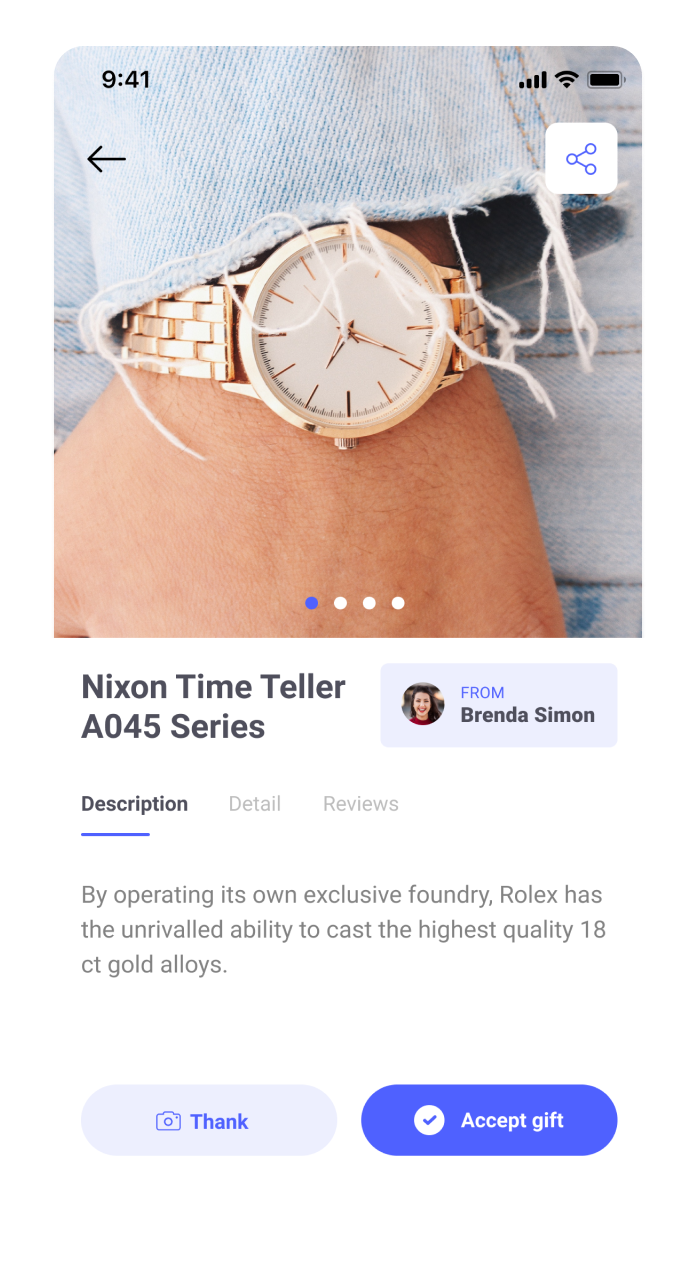 9:41
Nixon Time Teller
A045 Series
FROM
Brenda Simon
Description Detail Reviews
By operating its own exclusive foundry, Rolex has
the unrivalled ability to cast the highest quality 18
ct gold alloys.
Thank
Accept gift